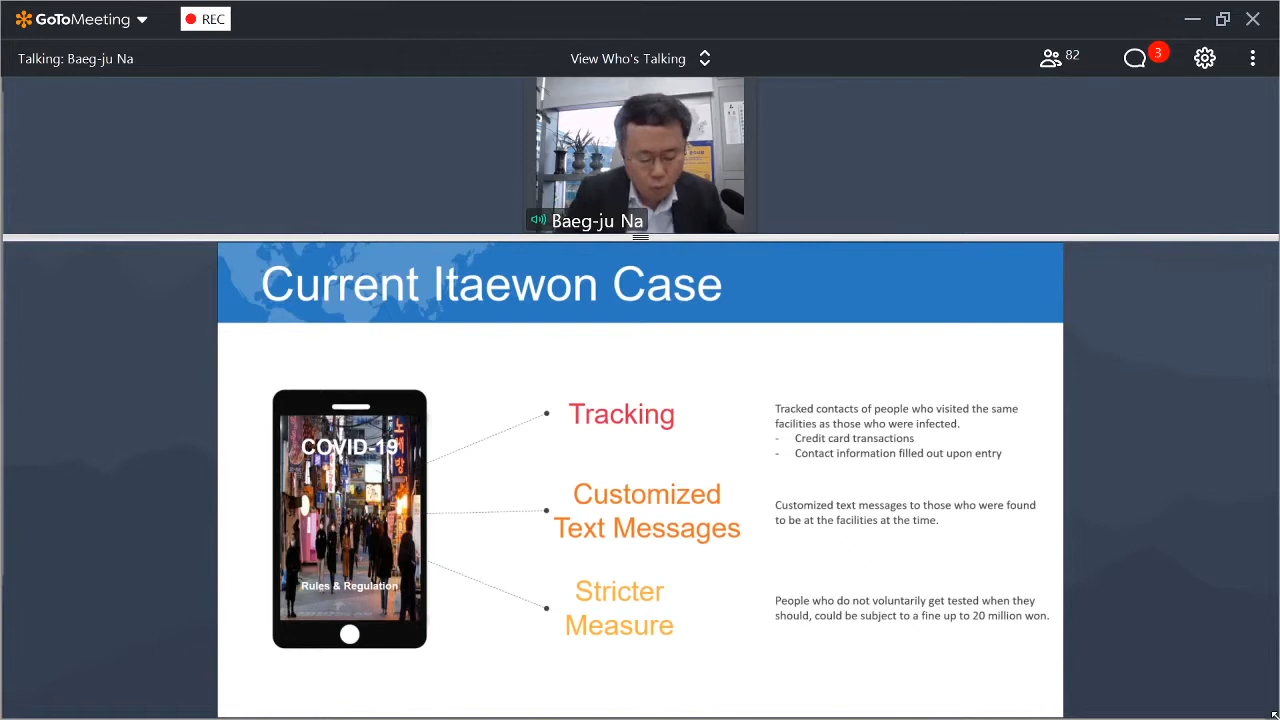 GoToMeeting
REC
Talking: Baeg-ju Na
View Who's Talking
82
3
Baeg-ju Na
Current Itaewon Case
COVID-19
노래방
Rules & Regulation
Tracking
Tracked contacts of people who visited the same
facilities as those who were infected.
- Credit card transactions
- Contact information filled out upon entry
Customized
Text Messages
Customized text messages to those who were found
to be at the facilities at the time.
Stricter
Measure
People who do not voluntarily get tested when they
should, could be subject to a fine up to 20 million won.